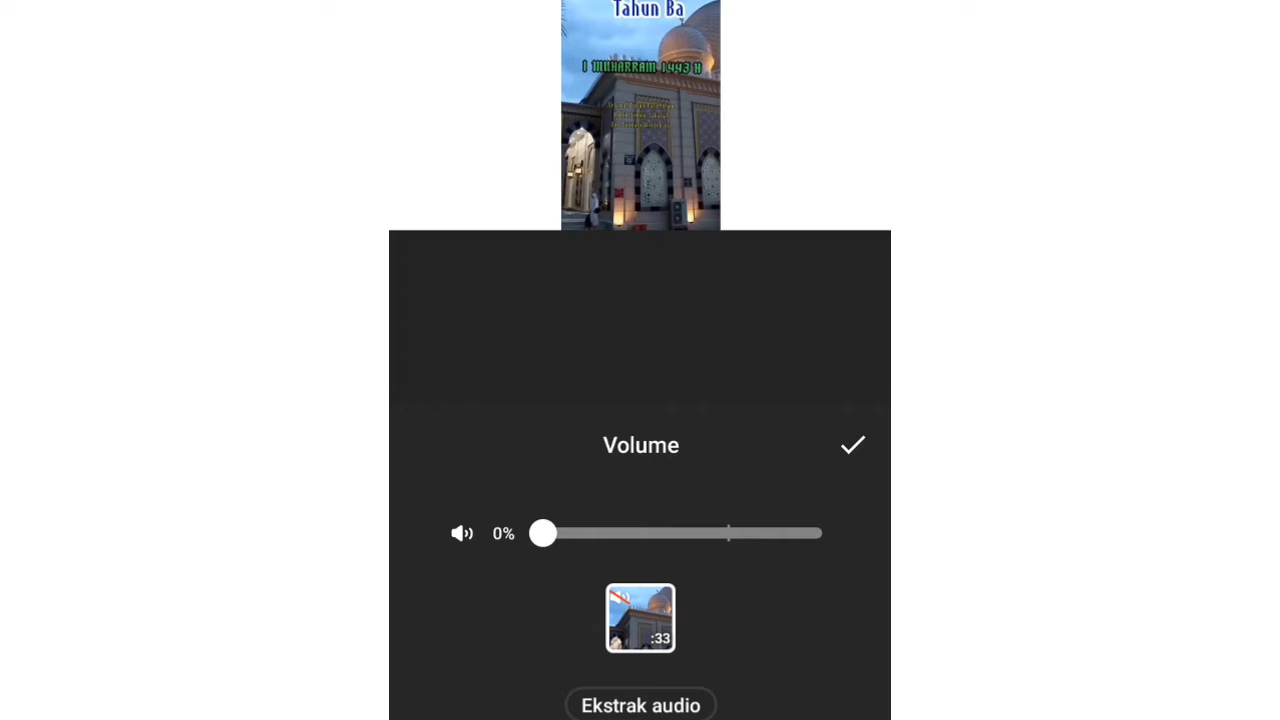 Tahun Ba
1 MUHARRAM 1443 H
Volume
0%
:33
Ekstrak audio